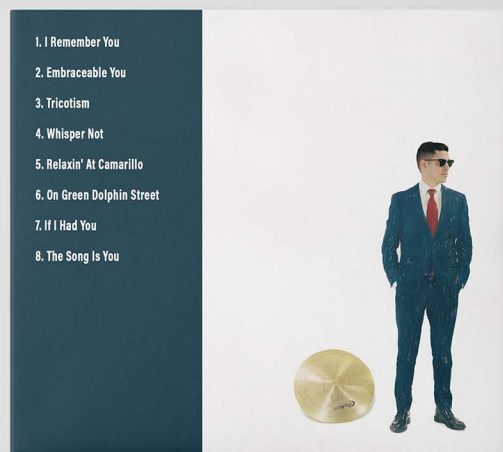 1. I Remember You
2. Embraceable You
3. Tricotism
4. Whisper Not
5. Relaxin' At Camarillo
6. On Green Dolphin Street
7. If I Had You
8. The Song Is You